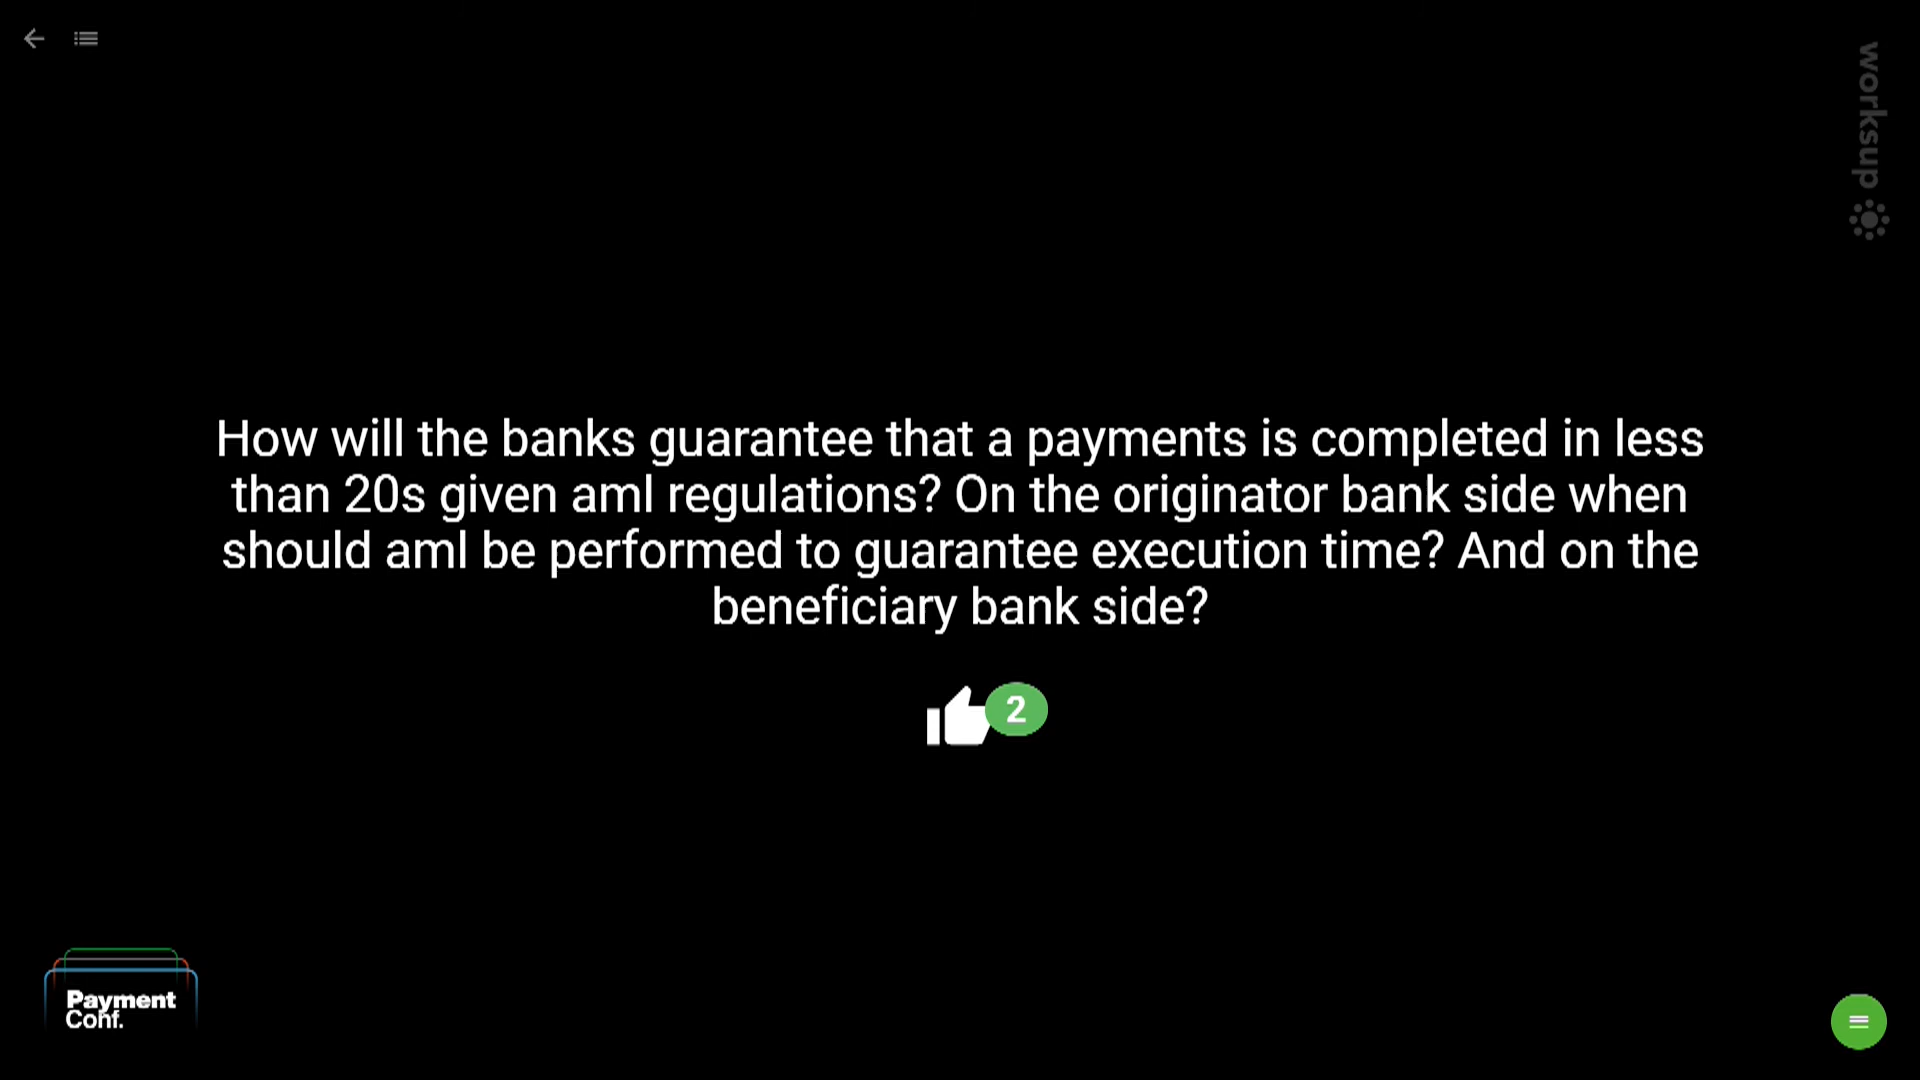 worksup
How will the banks guarantee that a payments is completed in less
than 20s given aml regulations? On the originator bank side when
should aml be performed to guarantee execution time? And on the
beneficiary bank side?
2
Payment
Conf.